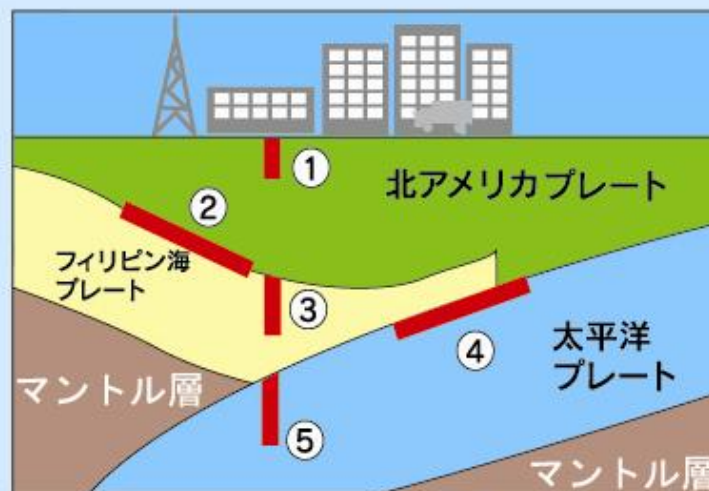 ①
北アメリカプレート
②
フィリピン海
プレート
③
④
太平洋
プレート
マントル層
⑤
マントル層